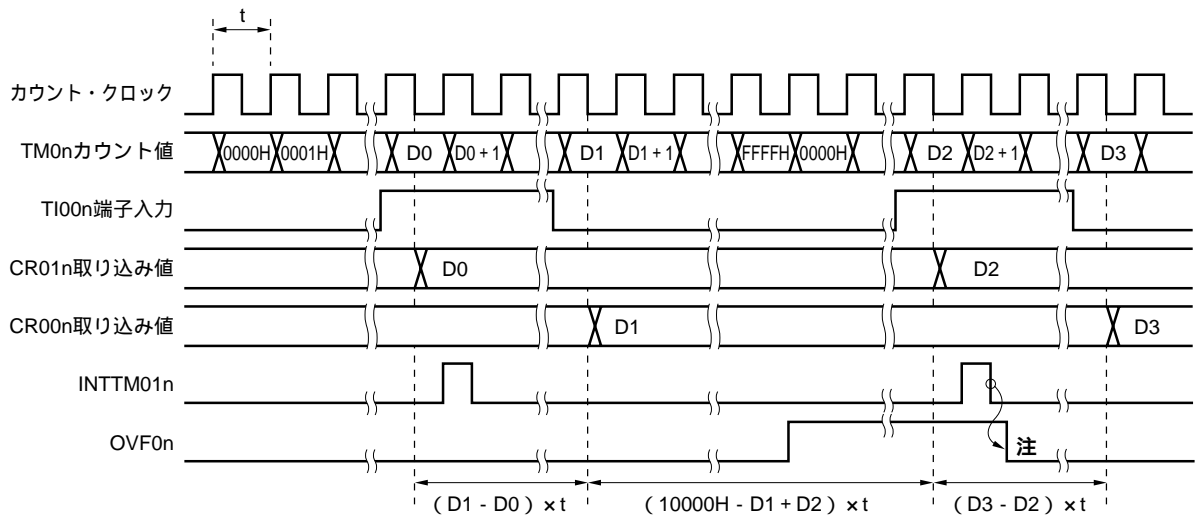 t
カウント・クロック
TM0nカウント値 0000H 0001H D0 D0 + 1 D1 D1 + 1 FFFFH 0000H D2 D2 + 1 D3
TI00n端子入力
CR01n取り込み値 D0 D2
CR00n取り込み値 D1 D3
INTTM01n
OVF0n 注
（D1 - D0）×t （10000H - D1 + D2）×t （D3 - D2）×t